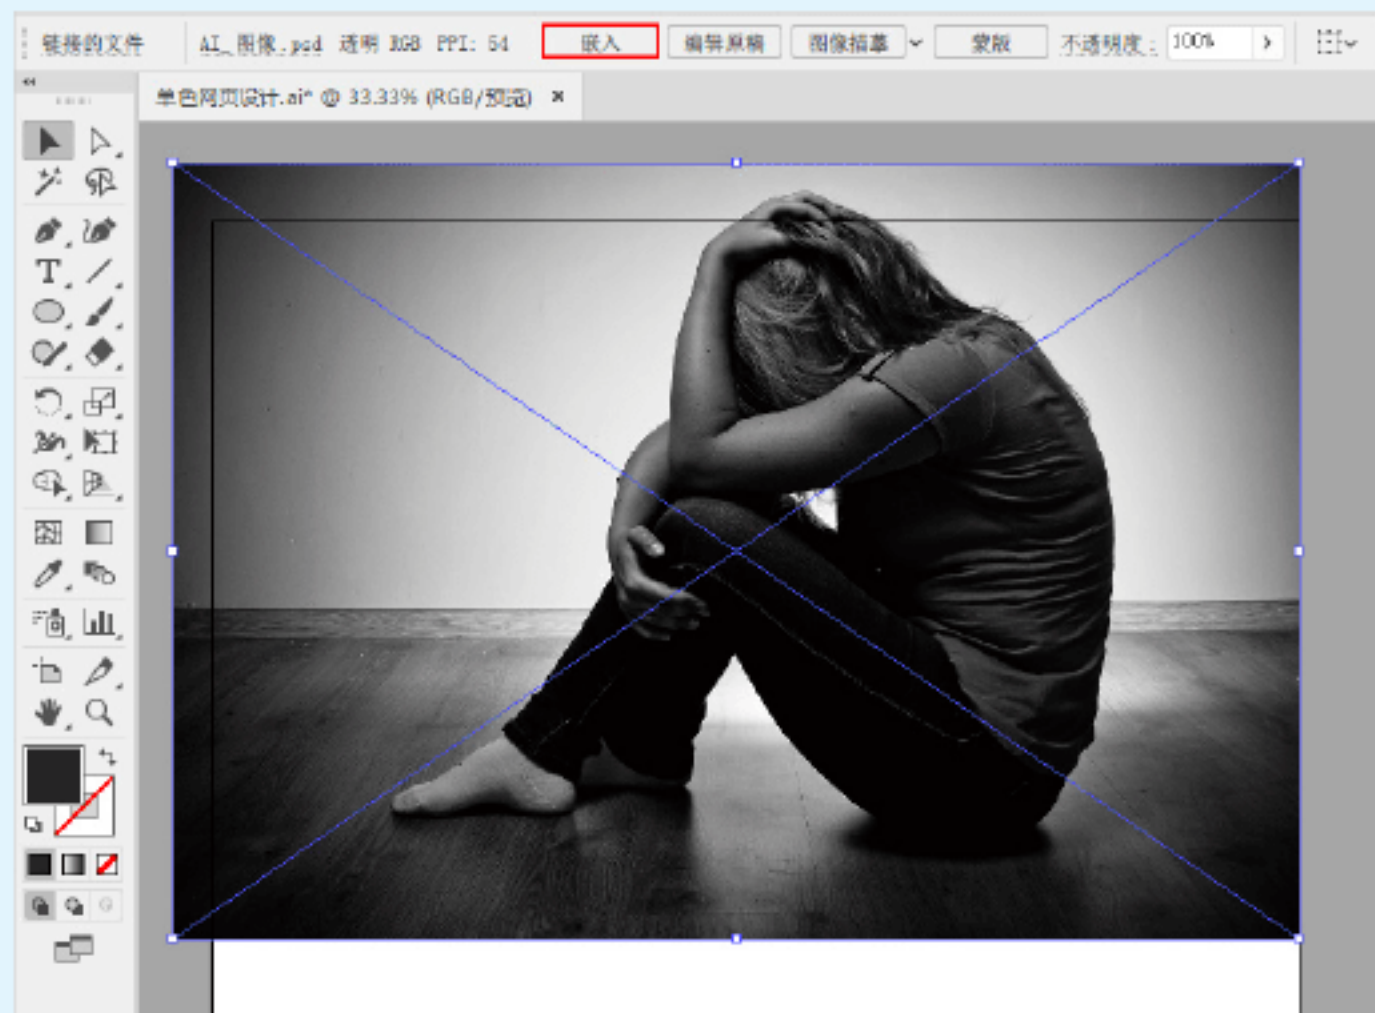 链接的文件 AI_图像.psd 透明 RGB PPI: 54 嵌入 编辑原稿 图像描摹 蒙版 不透明度: 100%
单色网页设计.ai* @ 33.33% (RGB/预览) ×